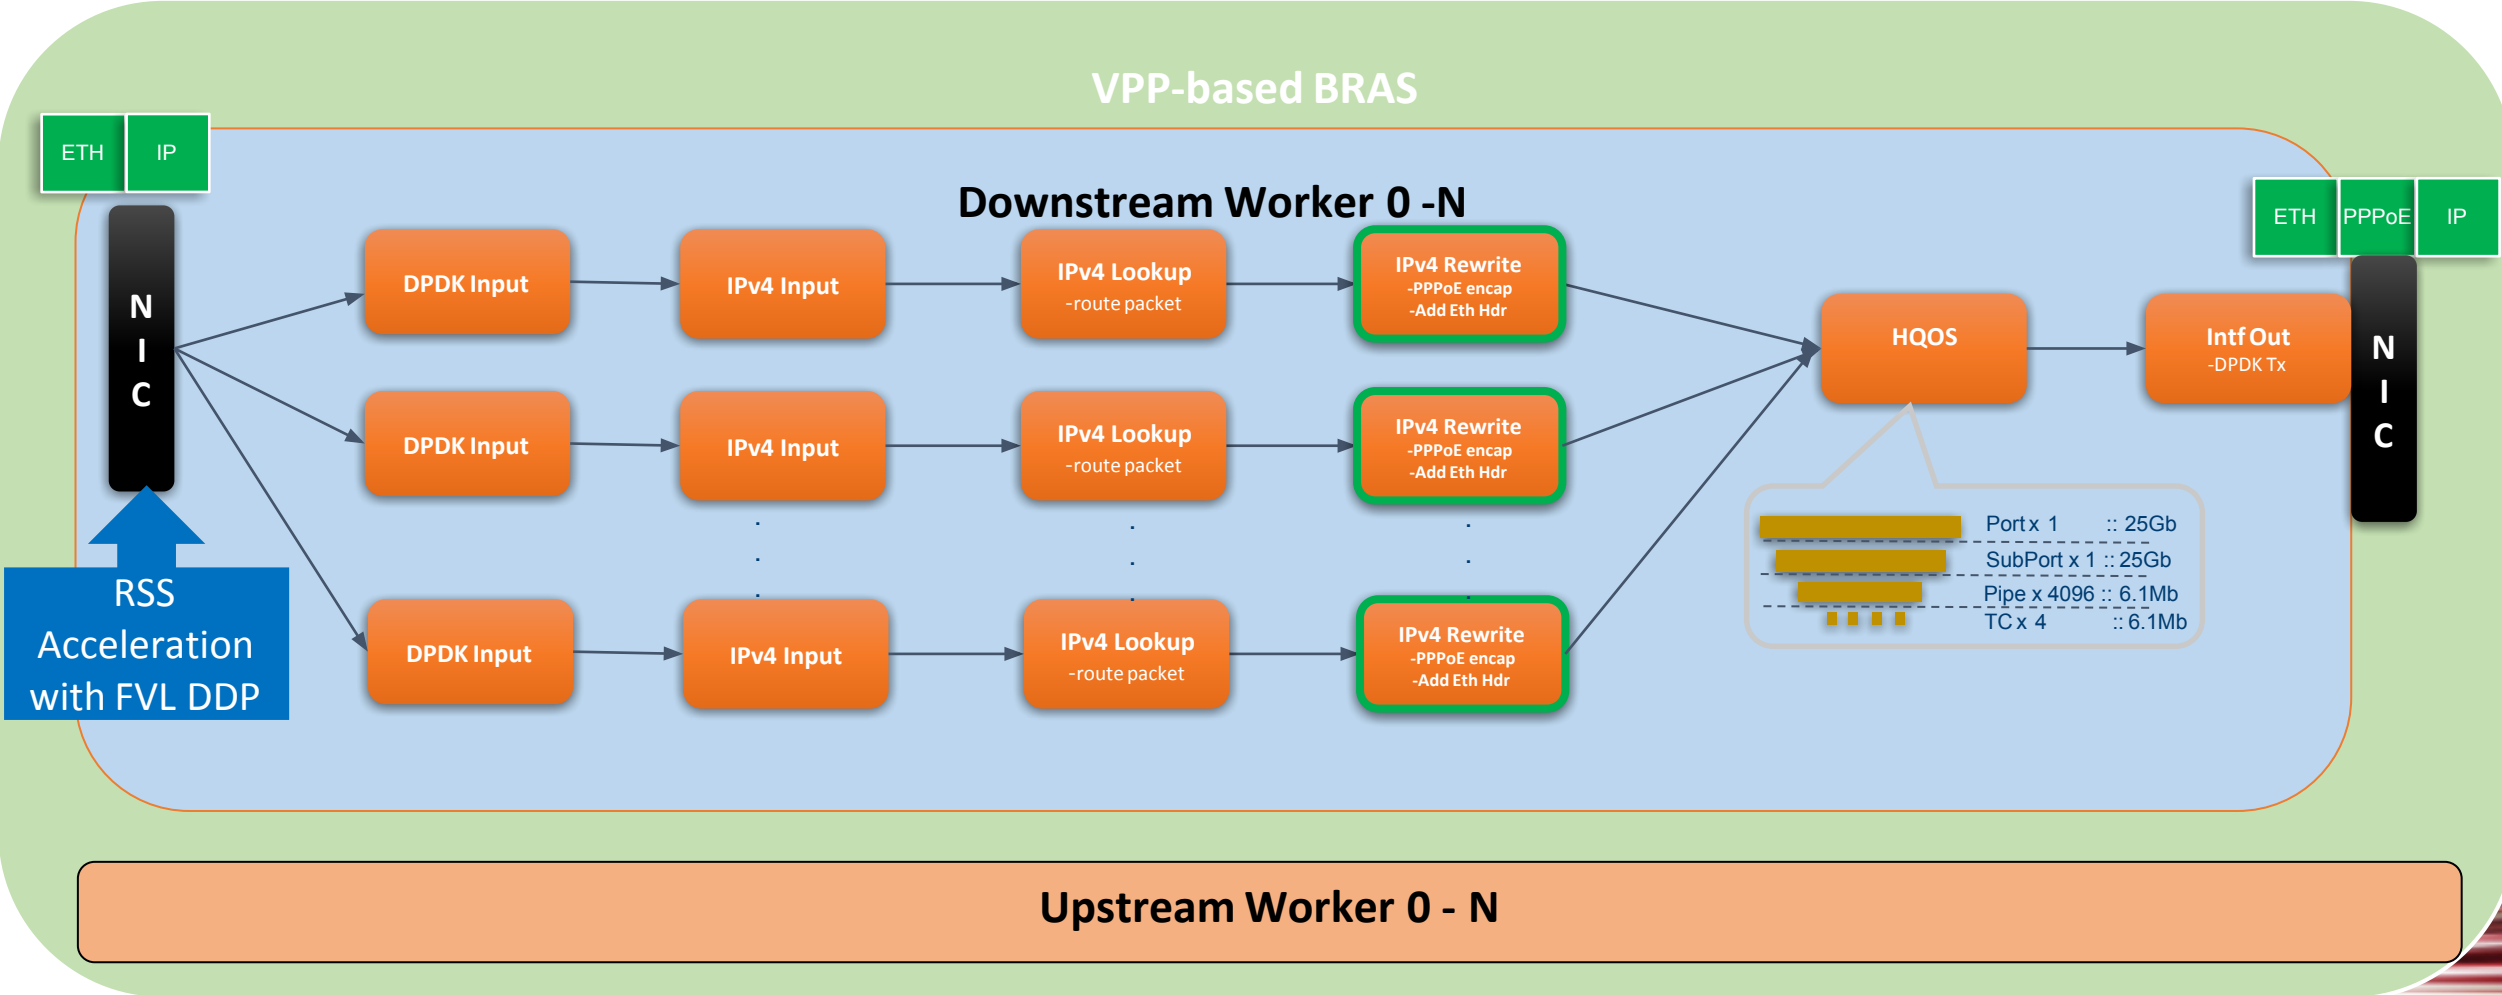 VPP-based BRAS
ETH IP
Downstream Worker 0 -N
ETH PPPoE IP
N
I
C
DPDK Input
IPv4 Input
IPv4 Lookup
-route packet
IPv4 Rewrite
-PPPoE encap
-Add Eth Hdr
HQOS
Intf Out
-DPDK Tx
N
I
C
DPDK Input
IPv4 Input
IPv4 Lookup
-route packet
IPv4 Rewrite
-PPPoE encap
-Add Eth Hdr
Port x 1 :: 25Gb
SubPort x 1 :: 25Gb
Pipe x 4096 :: 6.1Mb
TC x 4 :: 6.1Mb
RSS
Acceleration
with FVL DDP
DPDK Input
IPv4 Input
IPv4 Lookup
-route packet
IPv4 Rewrite
-PPPoE encap
-Add Eth Hdr
Upstream Worker 0 - N